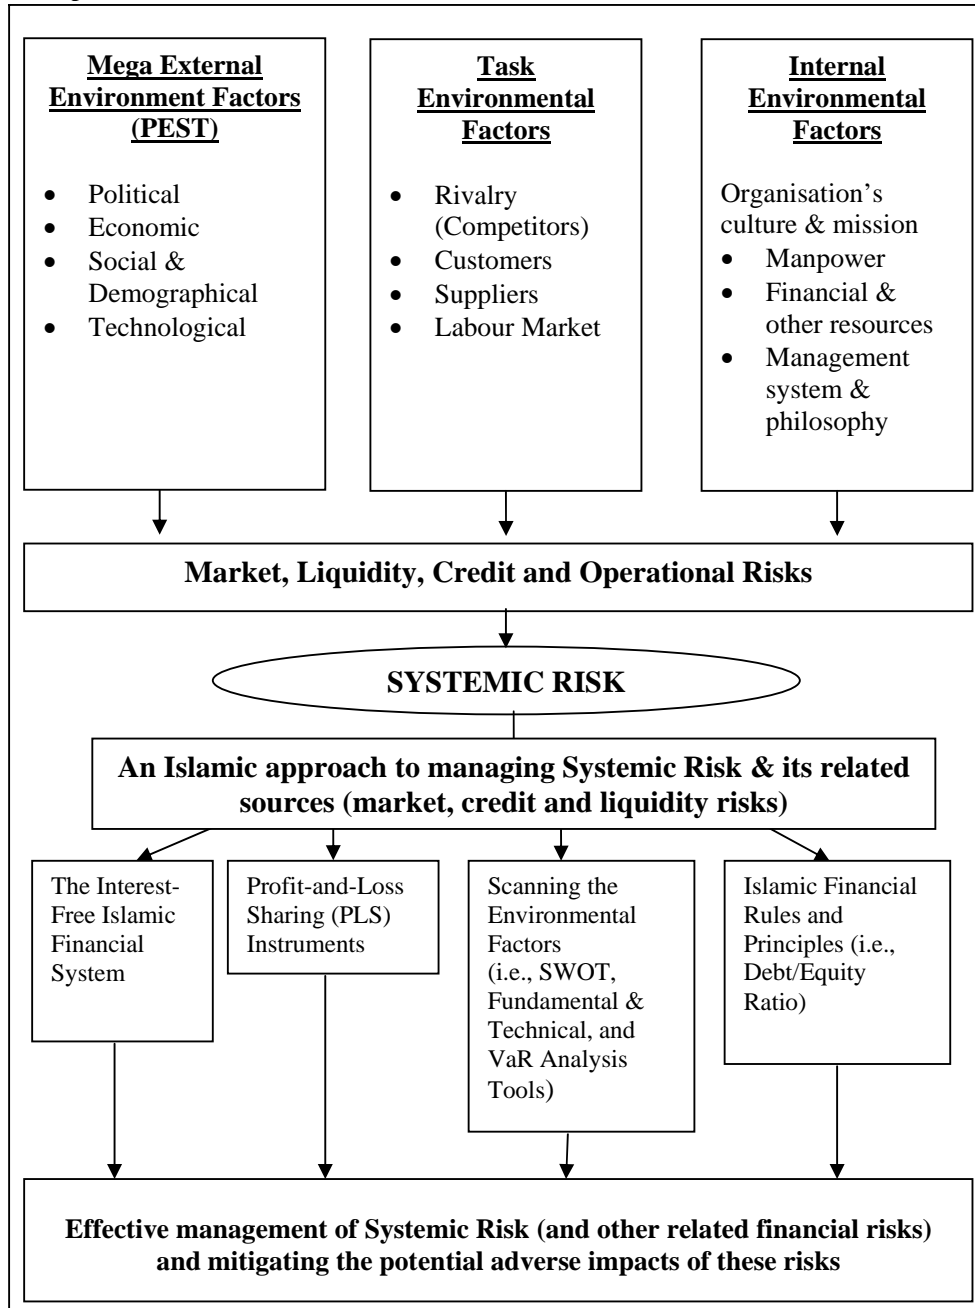 Mega External
Environment Factors
(PEST)
• Political
• Economic
• Social &
Demographical
• Technological
Task
Environmental
Factors
• Rivalry
(Competitors)
• Customers
• Suppliers
• Labour Market
Internal
Environmental
Factors
Organisation's
culture & mission
• Manpower
• Financial &
other resources
• Management
system &
philosophy
Market, Liquidity, Credit and Operational Risks
SYSTEMIC RISK
An Islamic approach to managing Systemic Risk & its related
sources (market, credit and liquidity risks)
The Interest-
Free Islamic
Financial
System
Profit-and-Loss
Sharing (PLS)
Instruments
Scanning the
Environmental
Factors
(i.e., SWOT,
Fundamental &
Technical, and
VaR Analysis
Tools)
Islamic Financial
Rules and
Principles (i.e.,
Debt/Equity
Ratio)
Effective management of Systemic Risk (and other related financial risks)
and mitigating the potential adverse impacts of these risks